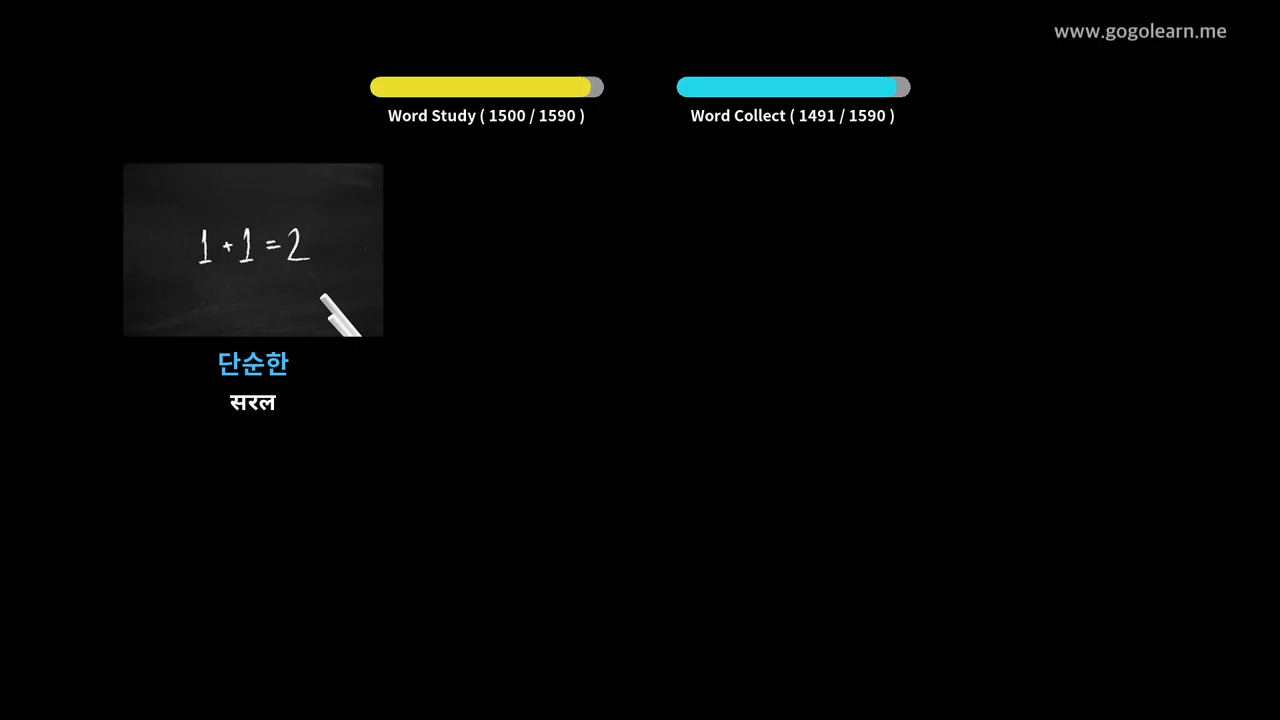 www.gogolearn.me
Word Study ( 1500 / 1590 )
Word Collect ( 1491 / 1590 )
1 + 1 = 2
단순한
सरल